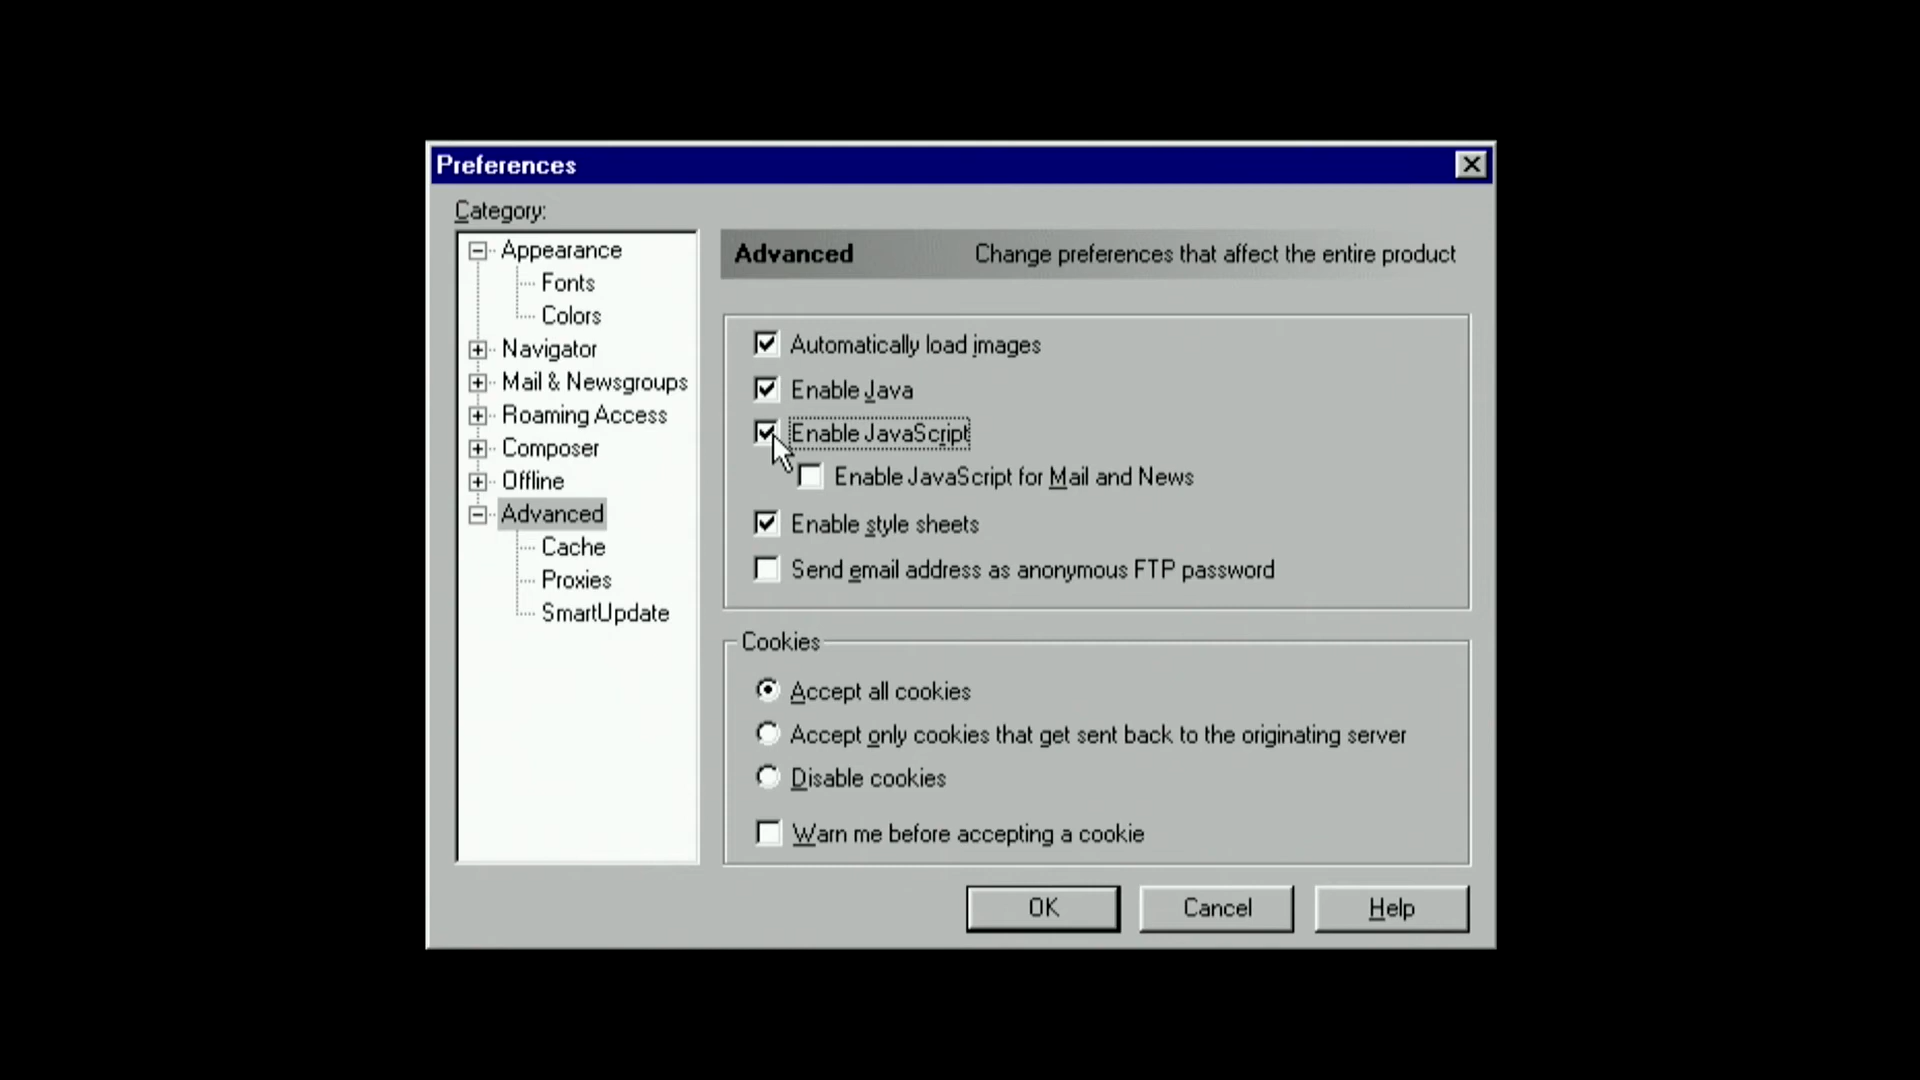 Preferences
Category:
Appearance
Fonts
Colors
Navigator
Mail & Newsgroups
Roaming Access
Composer
Offline
Advanced
Cache
Proxies
SmartUpdate
Advanced Change preferences that affect the entire product
Automatically load images
Enable Java
Enable JavaScript
Enable JavaScript for Mail and News
Enable style sheets
Send email address as anonymous FTP password
Cookies
Accept all cookies
Accept only cookies that get sent back to the originating server
Disable cookies
Warn me before accepting a cookie
OK Cancel Help